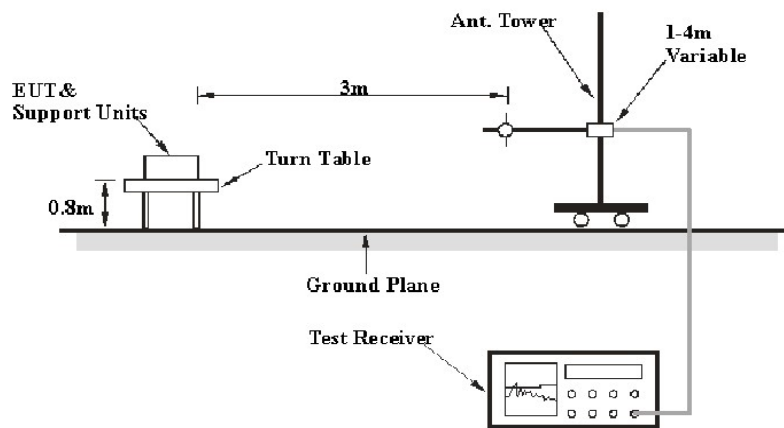 Ant. Tower
1-4m
Variable
EUT&
Support Units
3m
Turn Table
0.8m
Ground Plane
Test Receiver